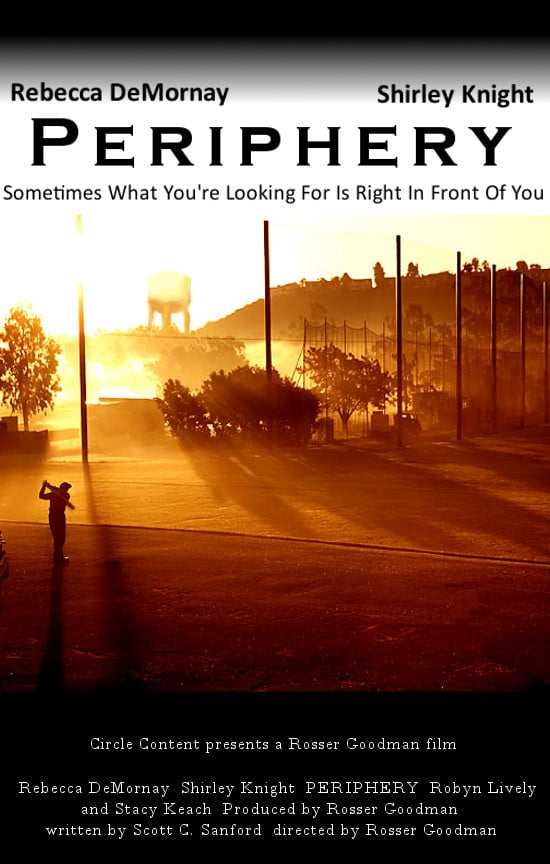 Rebecca DeMornay Shirley Knight
PERIPHERY
Sometimes What You're Looking For Is Right In Front Of You
Circle Content presents a Rosser Goodman film
Rebecca DeMornay Shirley Knight PERIPHERY Robyn Lively
and Stacy Keach Produced by Rosser Goodman
written by Scott C. Sanford directed by Rosser Goodman